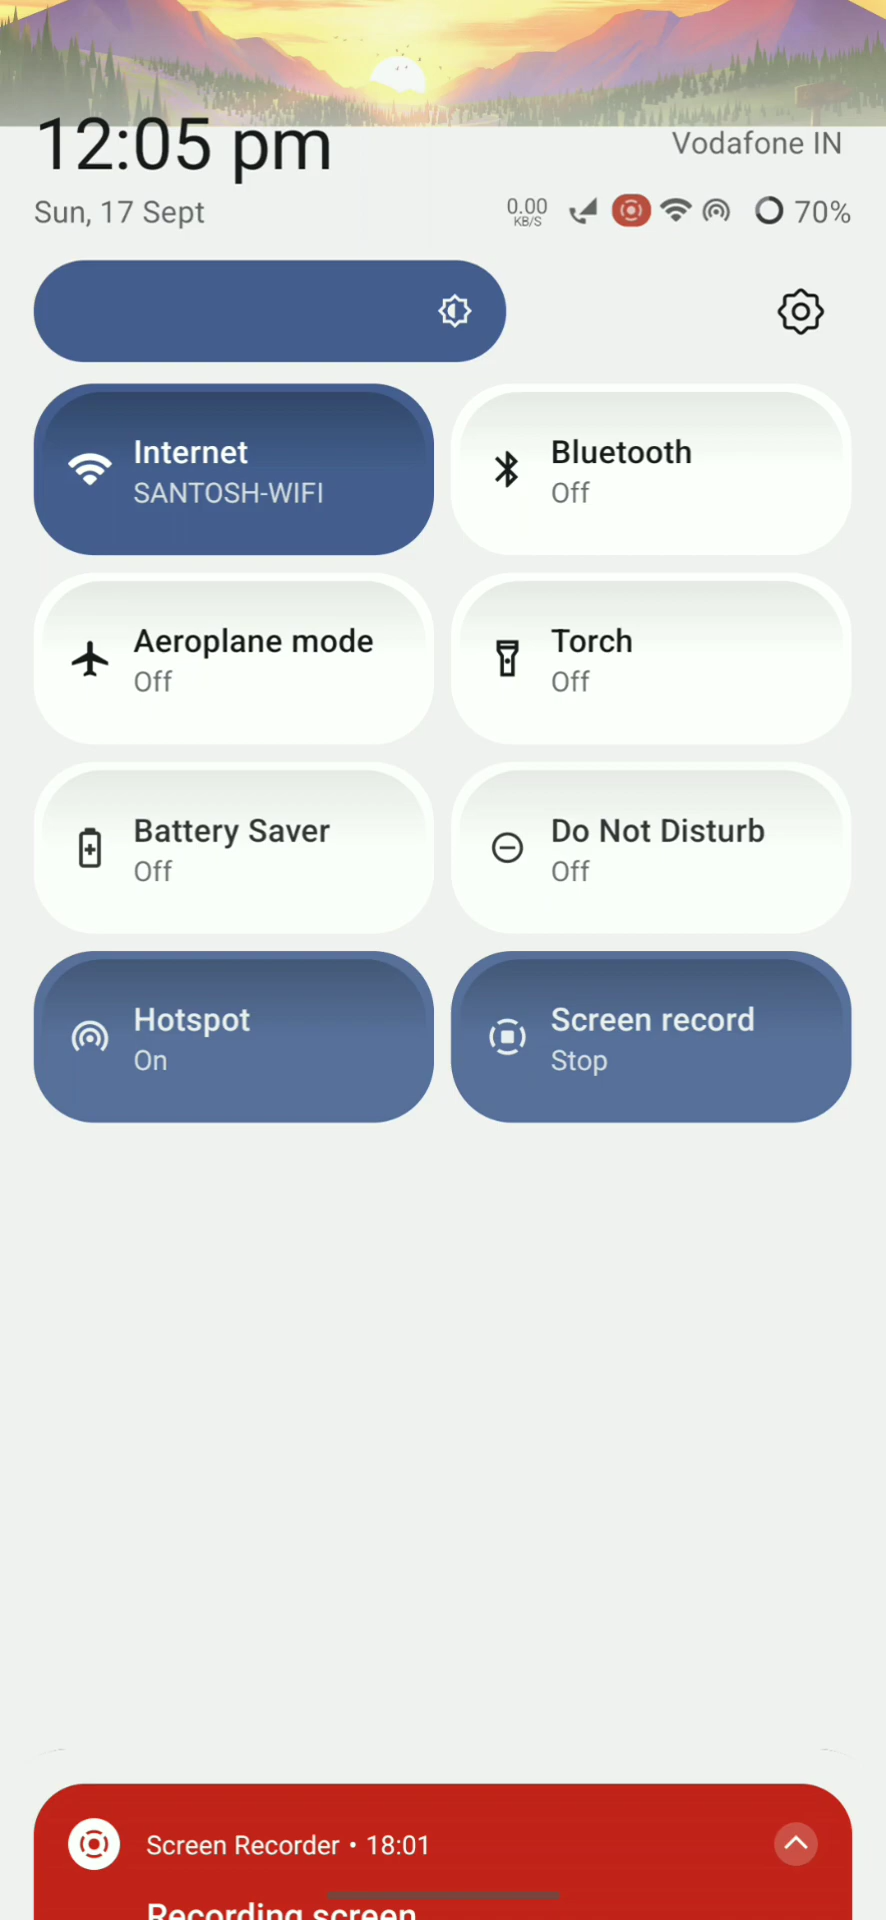 12:05 pm
Vodafone IN
Sun, 17 Sept
0.00
KB/S
70%
Internet
SANTOSH-WIFI
Bluetooth
Off
Aeroplane mode
Off
Torch
Off
Battery Saver
Off
Do Not Disturb
Off
Hotspot
On
Screen record
Stop
Screen Recorder • 18:01
Recording screen